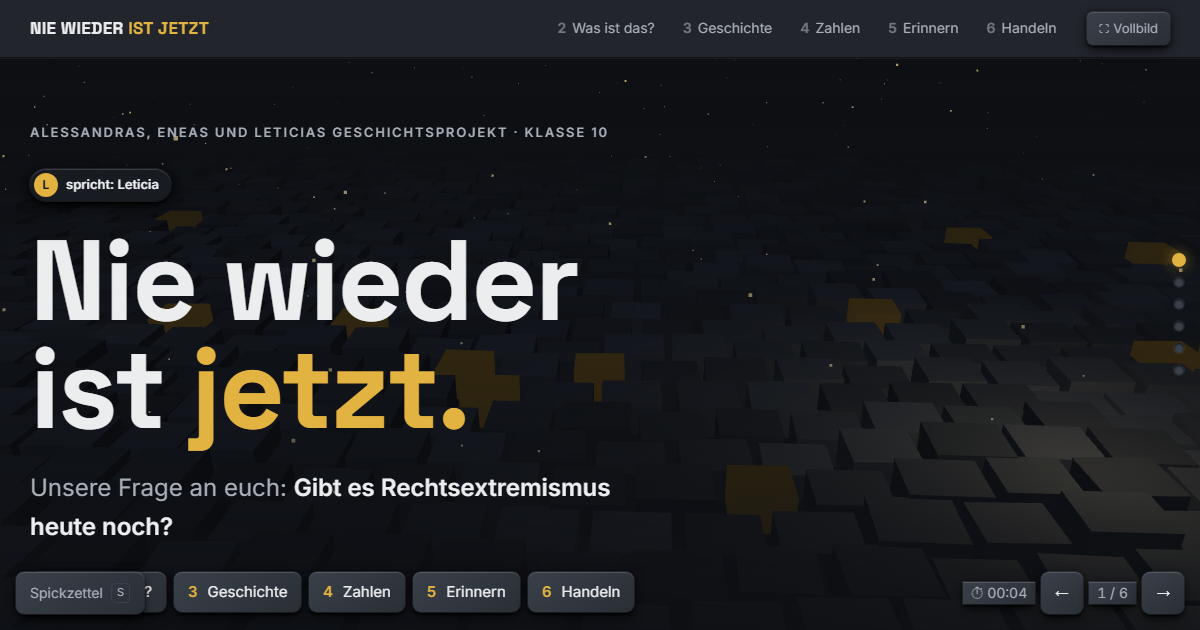 NIE WIEDER IST JETZT
2 Was ist das?
3 Geschichte
4 Zahlen
5 Erinnern
6 Handeln
Vollbild
ALESSANDRAS, ENEAS UND LETICIAS GESCHICHTSPROJEKT · KLASSE 10
L spricht: Leticia
Nie wieder
ist jetzt.
Unsere Frage an euch: Gibt es Rechtsextremismus
heute noch?
Spickzettel S
?
3 Geschichte
4 Zahlen
5 Erinnern
6 Handeln
⏱ 00:04
←
1 / 6
→